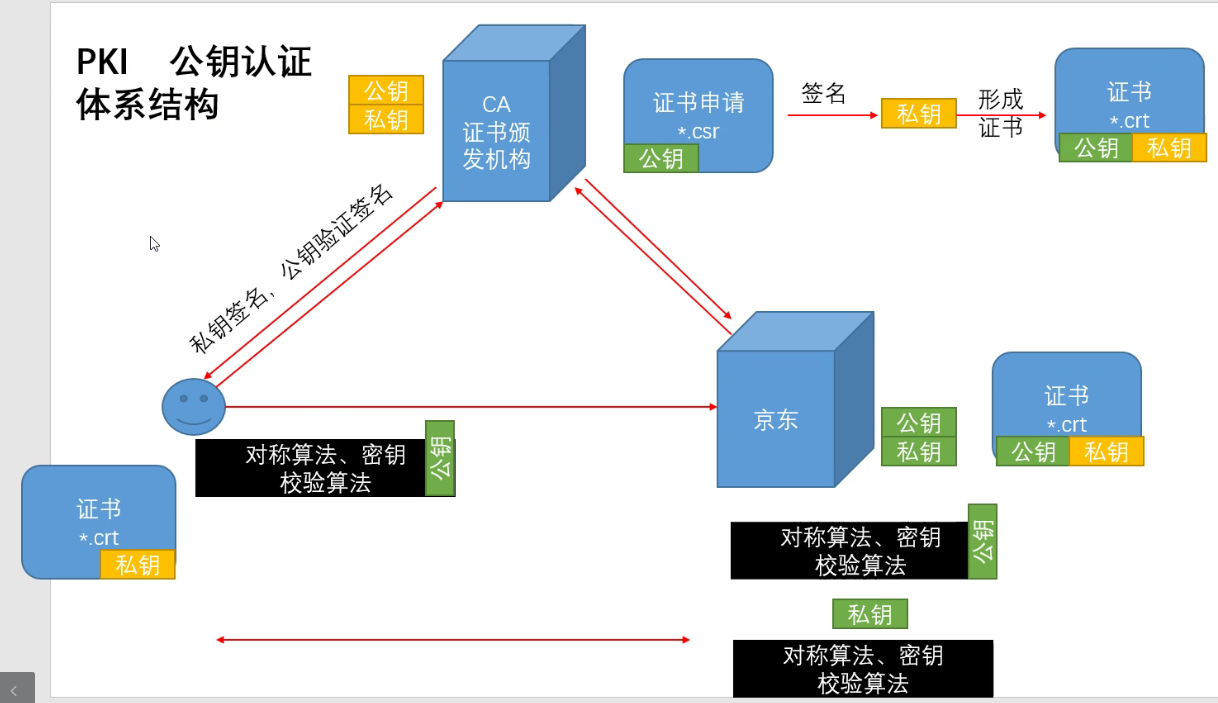 PKI 公钥认证
体系结构
公钥
私钥
CA
证书颁
发机构
证书申请
*.csr
公钥
签名
私钥
形成
证书
证书
*.crt
公钥
私钥
私钥签名，公钥验证签名
京东
公钥
私钥
证书
*.crt
公钥
私钥
对称算法、密钥
校验算法
公钥
证书
*.crt
私钥
对称算法、密钥
校验算法
公钥
私钥
对称算法、密钥
校验算法